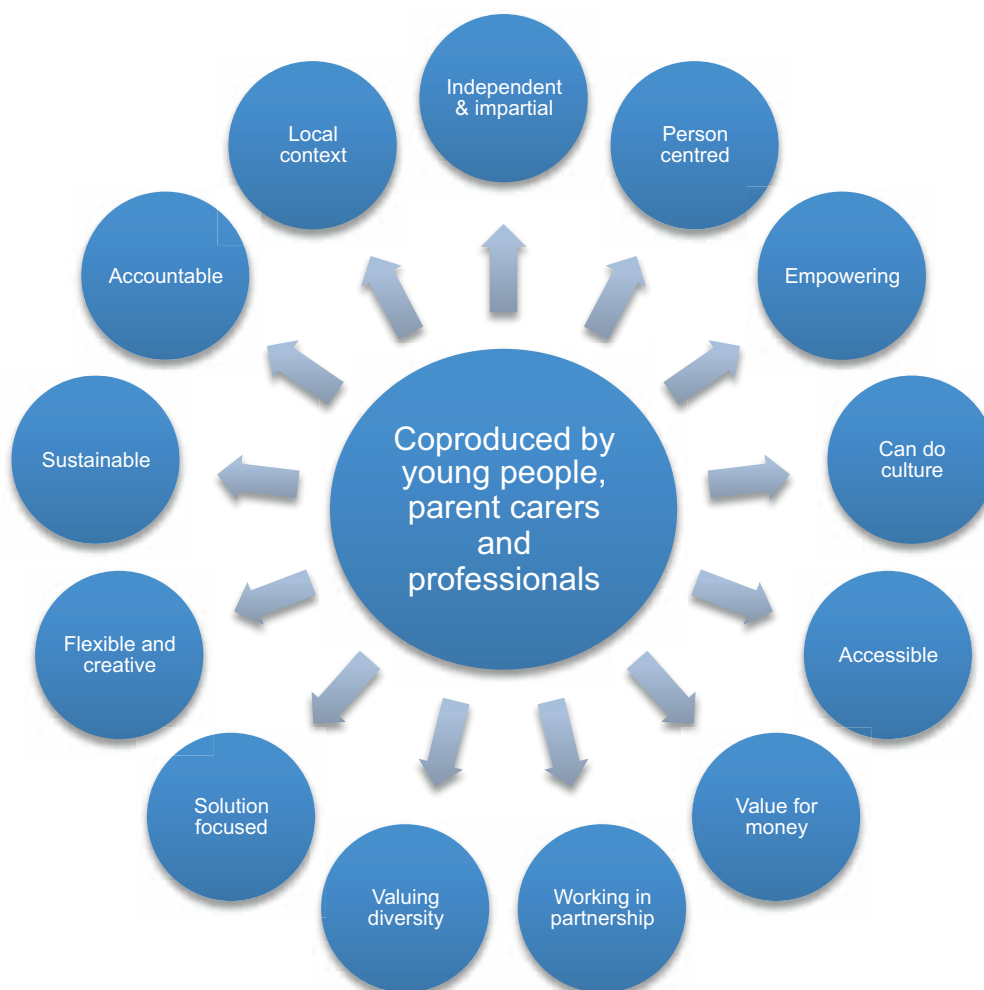 Independent
& impartial
Person
centred
Empowering
Can do
culture
Accessible
Value for
money
Working in
partnership
Valuing
diversity
Solution
focused
Flexible and
creative
Sustainable
Accountable
Local
context
Coproduced by
young people,
parent carers
and
professionals